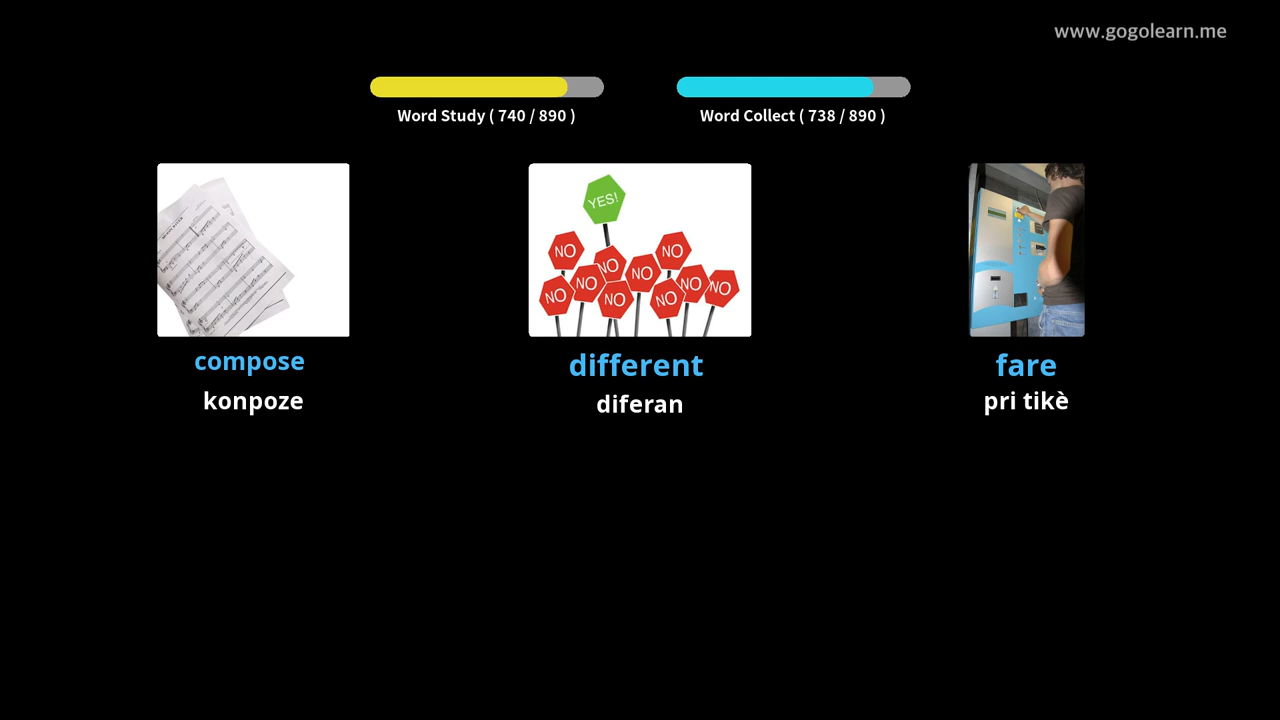 www.gogolearn.me
Word Study ( 740 / 890 )
Word Collect ( 738 / 890 )
YES!
NO
NO
NO
NO
NO
NO
NO
NO
NO
NO
compose
different
fare
konpoze
diferan
pri tikè